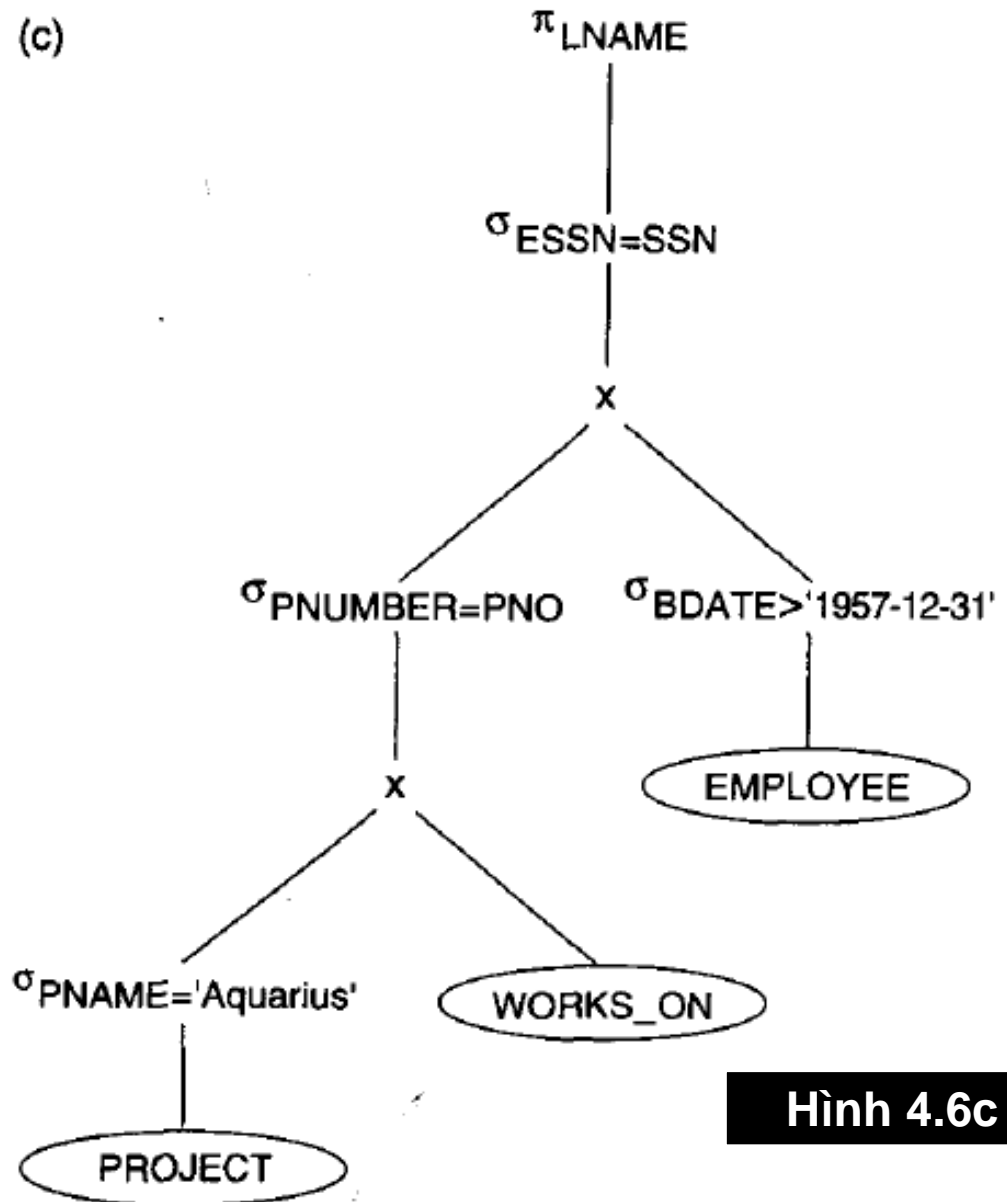 (c)
πLNAME
σESSN=SSN
x
σPNUMBER=PNO
σBDATE>'1957-12-31'
x
EMPLOYEE
σPNAME='Aquarius'
WORKS_ON
PROJECT
Hình 4.6c